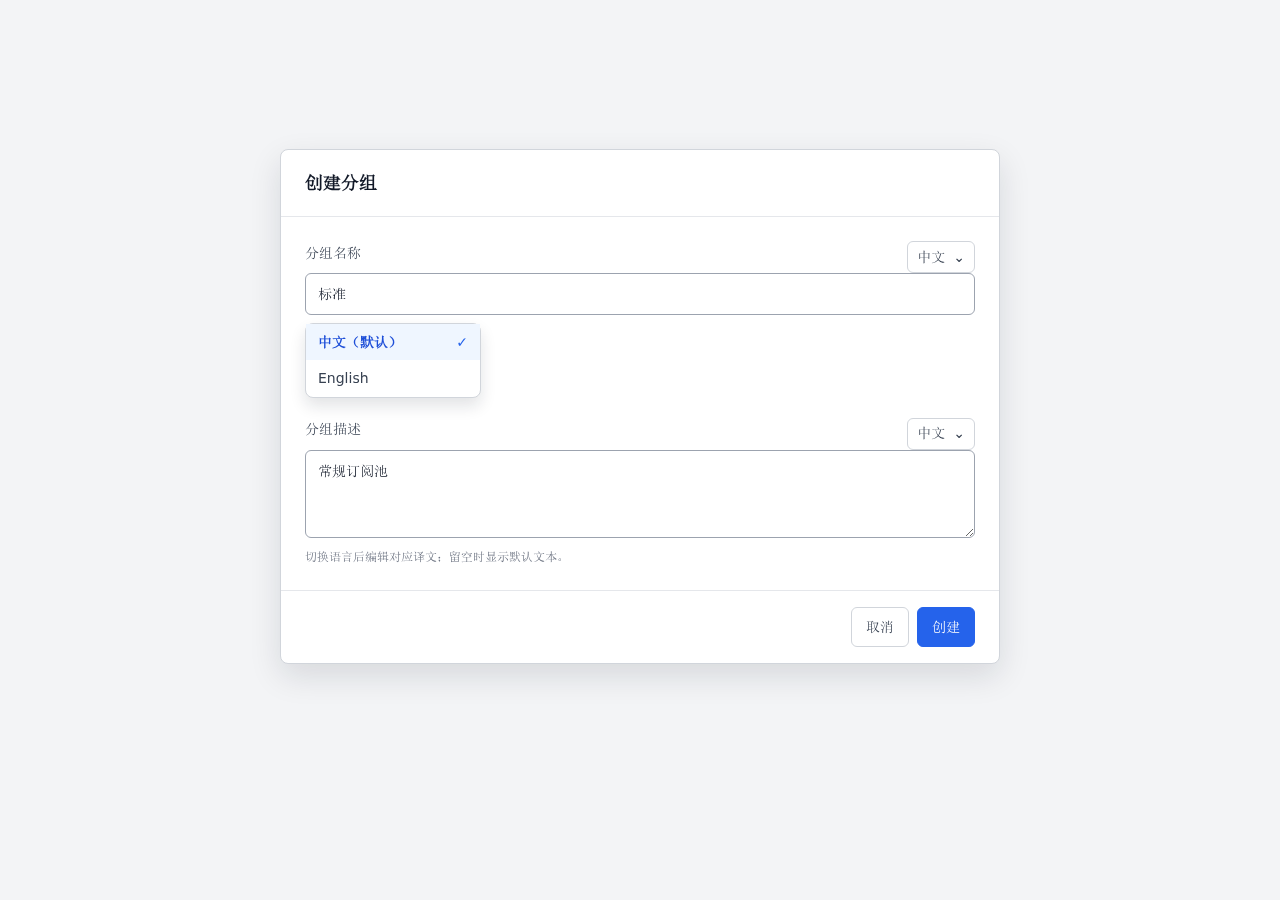 创建分组
分组名称
中文
标准
中文（默认） ✓
English
分组描述
中文
常规订阅池
切换语言后编辑对应译文；留空时显示默认文本。
取消
创建